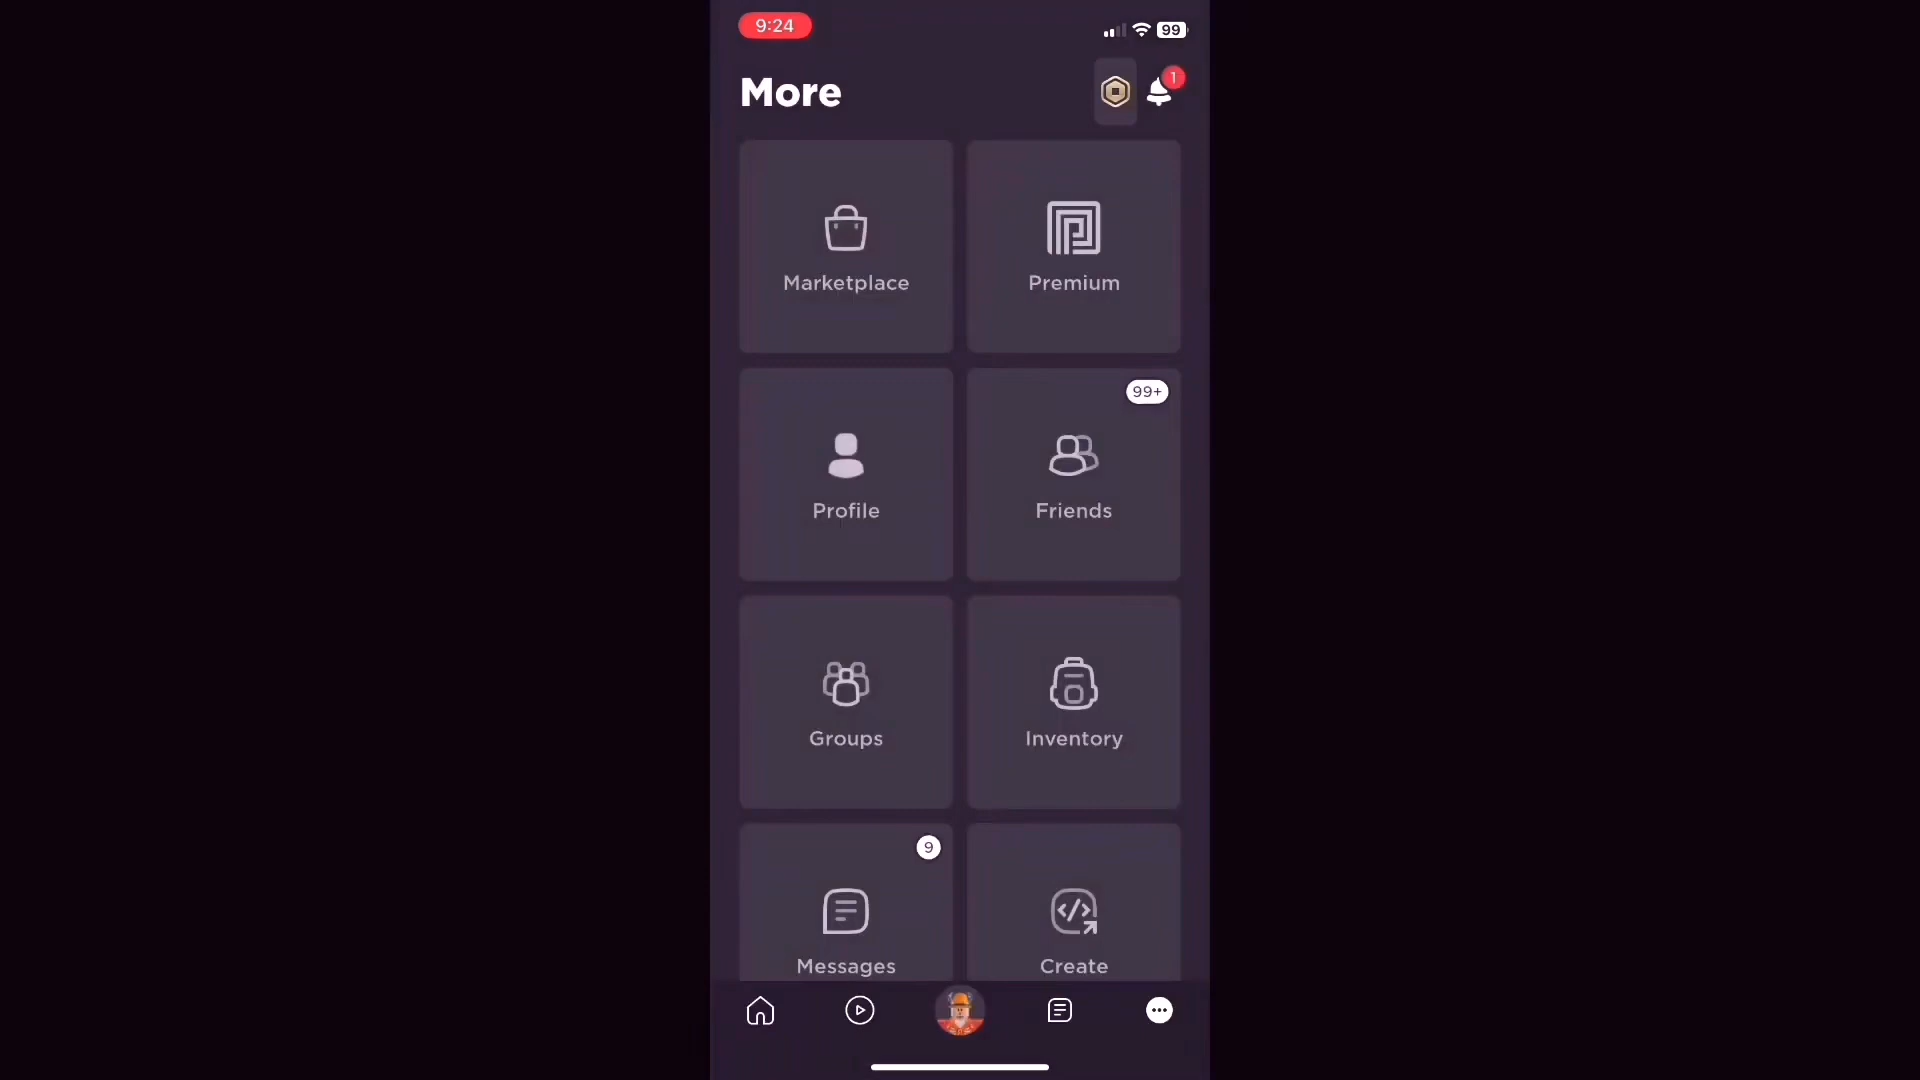 9:24
99
More
1
Marketplace
Premium
99+
Profile
Friends
Groups
Inventory
9
Messages
Create